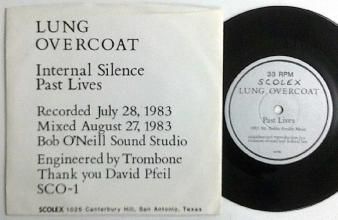 LUNG
OVERCOAT
Internal Silence
Past Lives
Recorded July 28, 1983
Mixed August 27, 1983
Bob O'Neill Sound Studio
Engineered by Trombone
Thank you David Pfeil
SCO-1
SCOLEX 1025 Canterbury Hill, San Antonio, Texas
33 RPM
SCOLEX
LUNG OVERCOAT
Past Lives